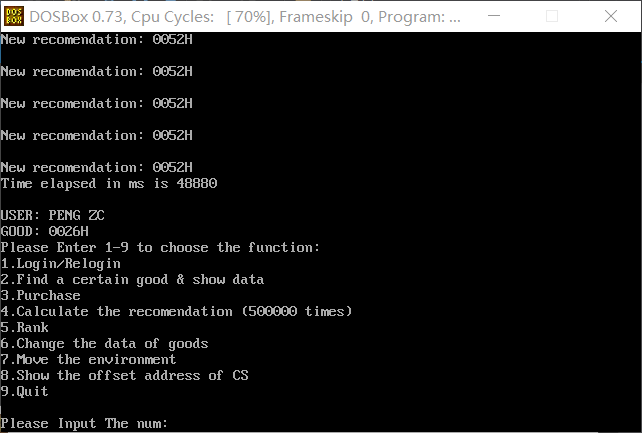 DOS
BOX
DOSBox 0.73, Cpu Cycles: [ 70%], Frameskip 0, Program: ...
New recomendation: 0052H
New recomendation: 0052H
New recomendation: 0052H
New recomendation: 0052H
New recomendation: 0052H
Time elapsed in ms is 48880
USER: PENG ZC
GOOD: 0026H
Please Enter 1-9 to choose the function:
1.Login/Relogin
2.Find a certain good & show data
3.Purchase
4.Calculate the recomendation (500000 times)
5.Rank
6.Change the data of goods
7.Move the environment
8.Show the offset address of CS
9.Quit
Please Input The num: